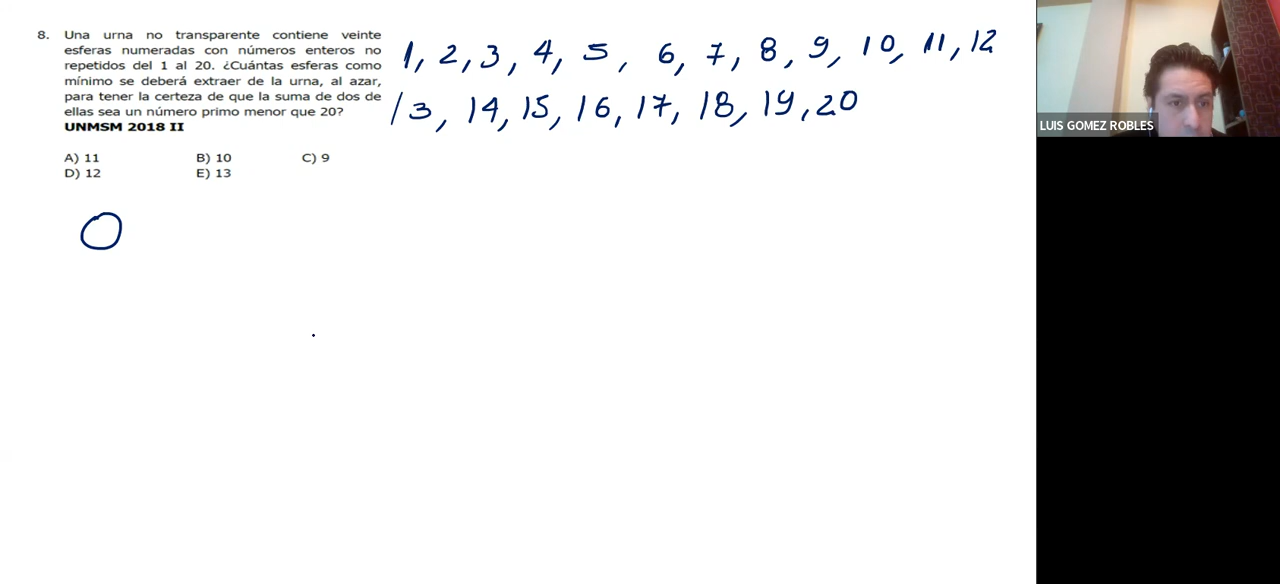 8. Una urna no transparente contiene veinte
esferas numeradas con números enteros no
repetidos del 1 al 20. ¿Cuántas esferas como
mínimo se deberá extraer de la urna, al azar,
para tener la certeza de que la suma de dos de
ellas sea un número primo menor que 20?
UNMSM 2018 II
A) 11 B) 10 C) 9
D) 12 E) 13
1, 2, 3, 4, 5, 6, 7, 8, 9, 10, 11, 12
13, 14, 15, 16, 17, 18, 19, 20
LUIS GOMEZ ROBLES